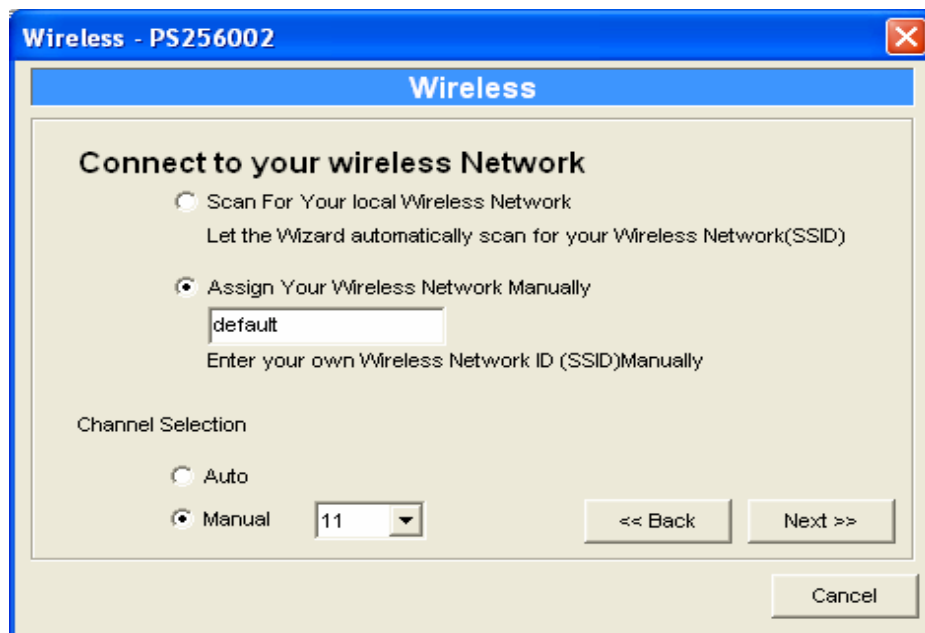 Wireless - PS256002
Wireless
Connect to your wireless Network
Scan For Your local Wireless Network
Let the Wizard automatically scan for your Wireless Network(SSID)
Assign Your Wireless Network Manually
default
Enter your own Wireless Network ID (SSID)Manually
Channel Selection
Auto
Manual 11 << Back Next >>
Cancel